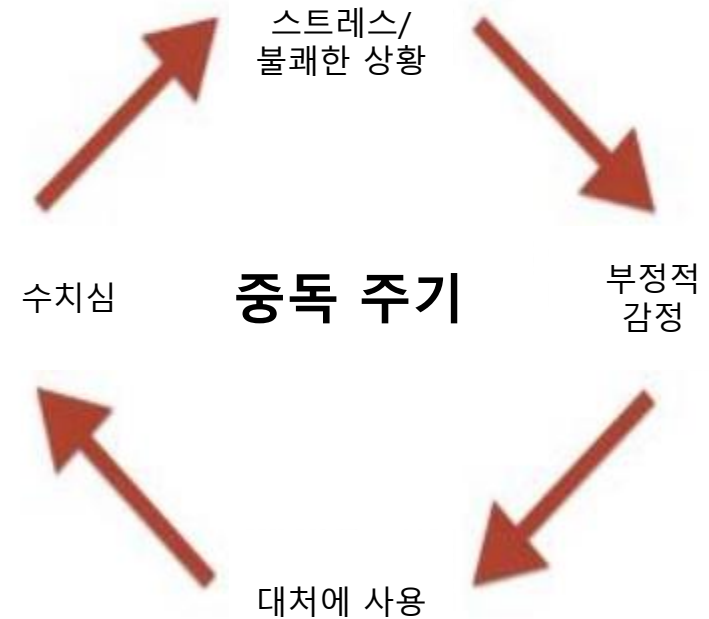 스트레스/
불쾌한 상황
수치심
중독 주기
부정적
감정
대처에 사용